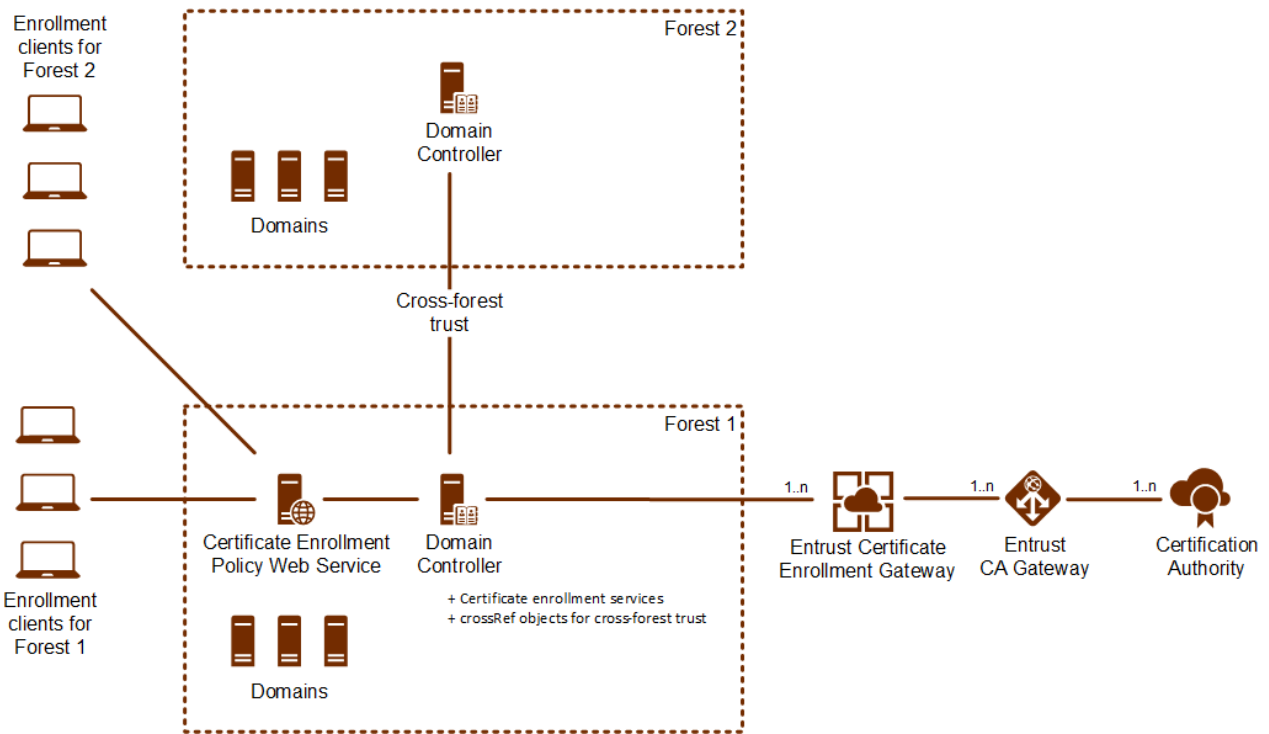 Enrollment
clients for
Forest 2
Forest 2
Domain
Controller
Domains
Cross-forest
trust
Forest 1
Certificate Enrollment
Policy Web Service
Domain
Controller
+ Certificate enrollment services
+ crossRef objects for cross-forest trust
Domains
Enrollment
clients for
Forest 1
1..n
Entrust Certificate
Enrollment Gateway
1..n
Entrust
CA Gateway
1..n
Certification
Authority